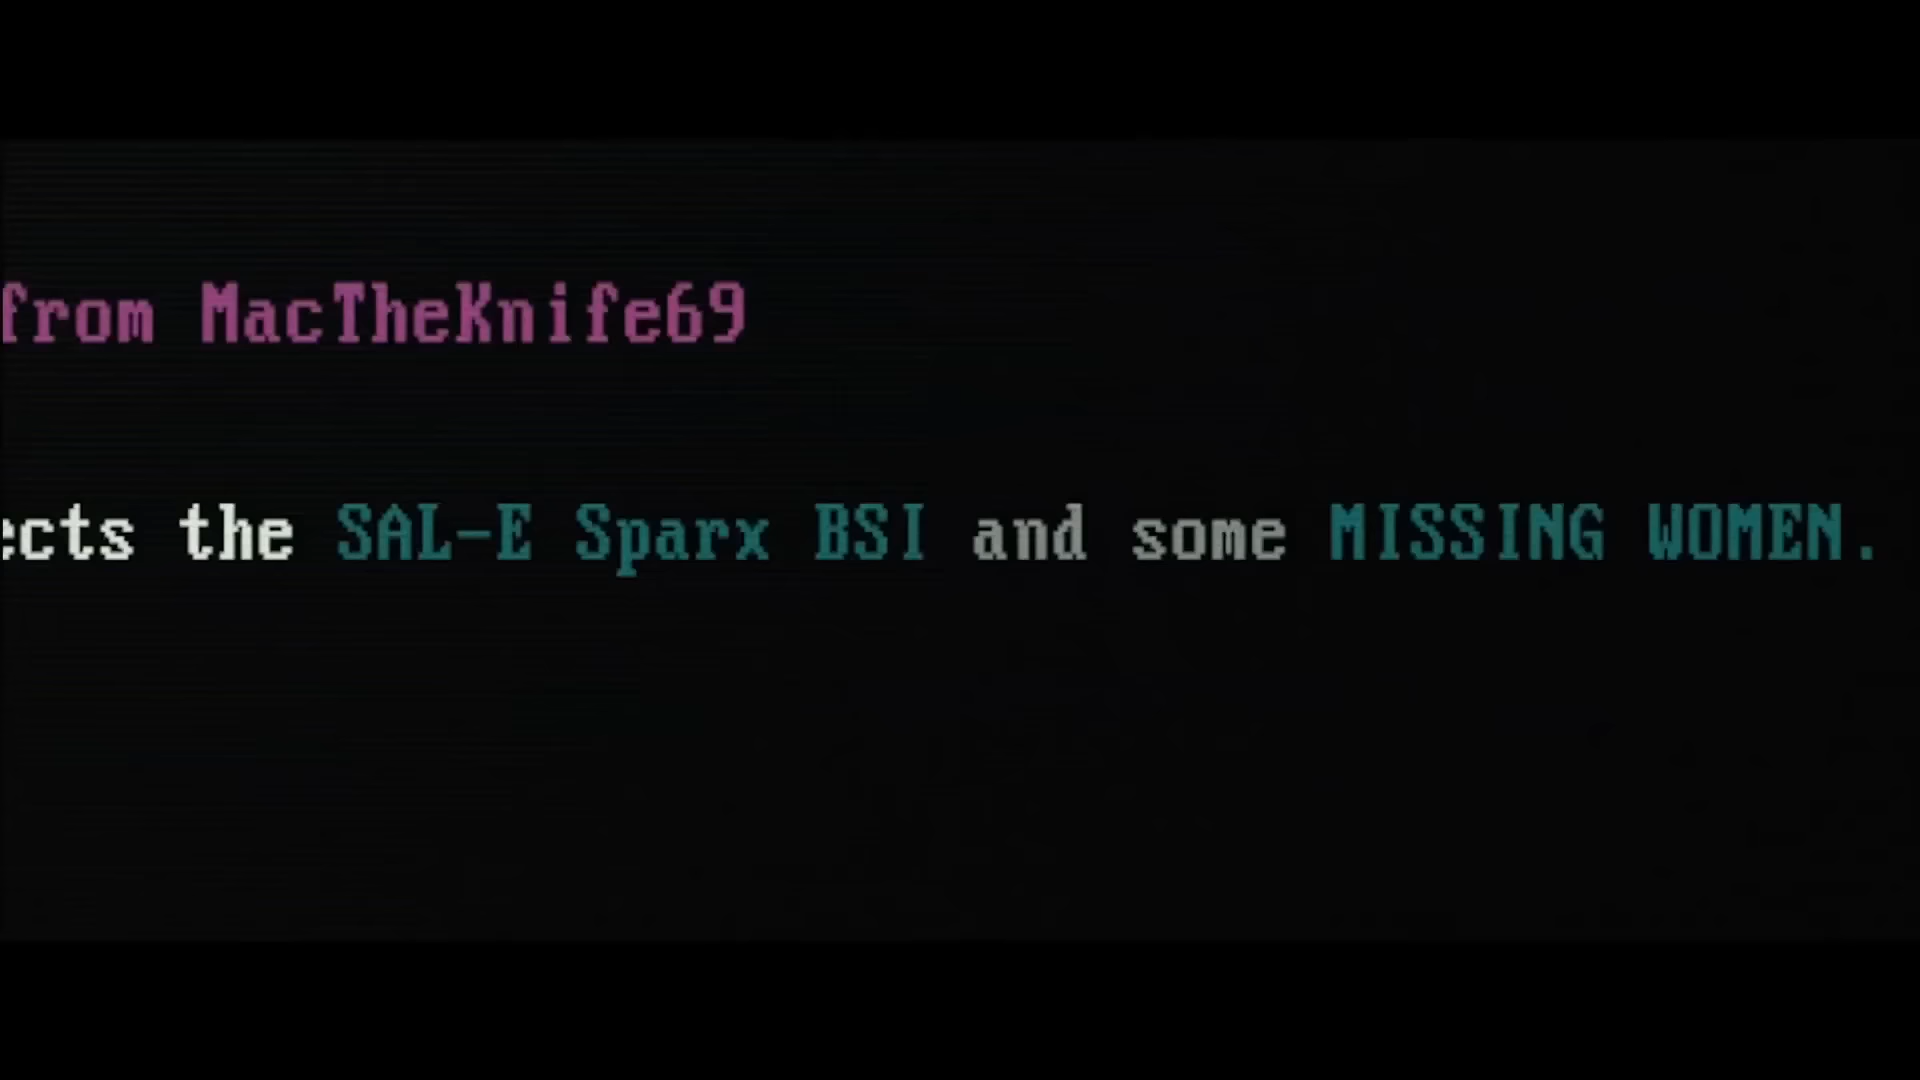 from MacTheKnife69
ects the SAL-E Sparx BSI and some MISSING WOMEN.